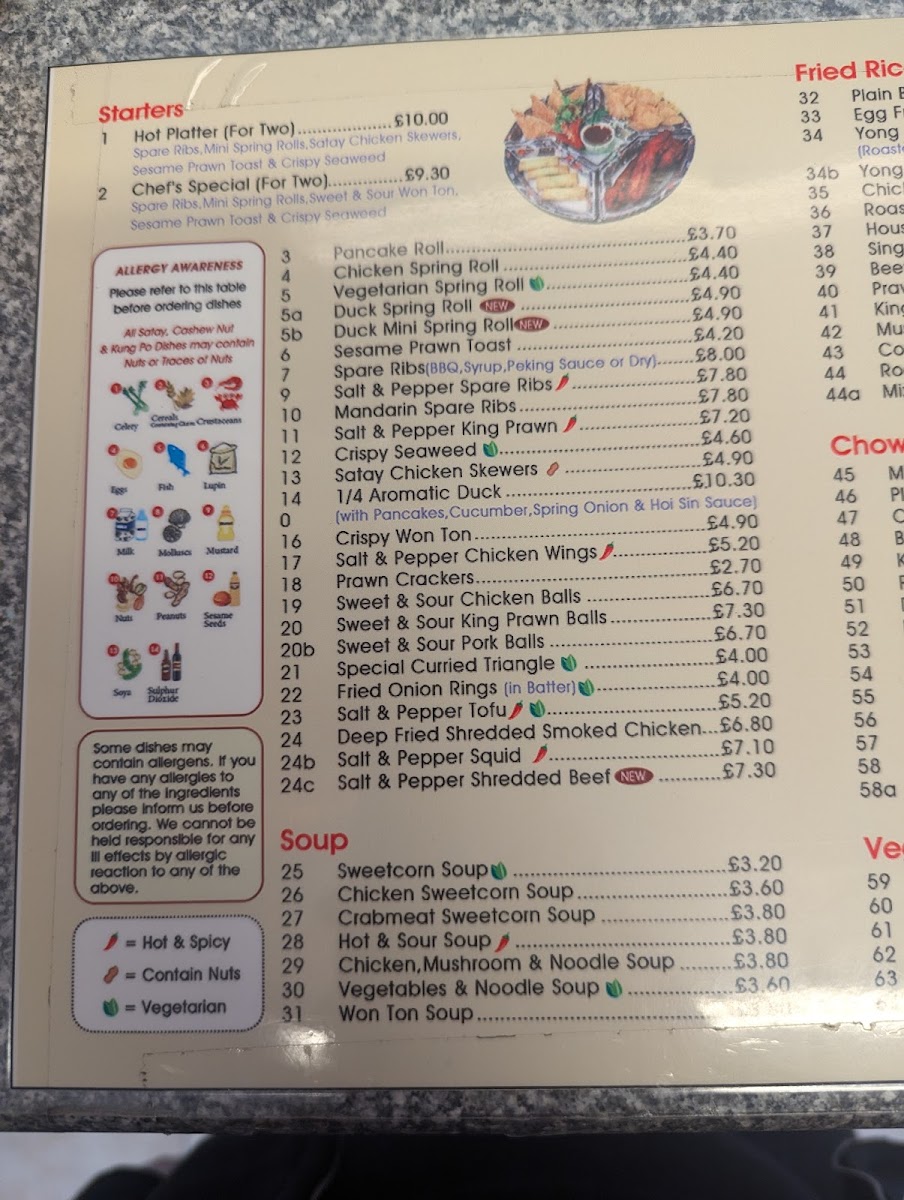 Starters
1 Hot Platter (For Two)....................£10.00
Spare Ribs,Mini Spring Rolls,Satay Chicken Skewers,
Sesame Prawn Toast & Crispy Seaweed
2 Chef's Special (For Two)................£9.30
Spare Ribs,Mini Spring Rolls,Sweet & Sour Won Ton,
Sesame Prawn Toast & Crispy Seaweed
3 Pancake Roll........................£3.70
4 Chicken Spring Roll........................£4.40
5 Vegetarian Spring Roll........................£4.40
5a Duck Spring Roll NEW........................£4.90
5b Duck Mini Spring Roll NEW........................£4.90
6 Sesame Prawn Toast........................£4.20
7 Spare Ribs(BBQ,Syrup,Peking Sauce or Dry)........£8.00
9 Salt & Pepper Spare Ribs........................£7.80
10 Mandarin Spare Ribs........................£7.80
11 Salt & Pepper King Prawn........................£7.20
12 Crispy Seaweed........................£4.60
13 Satay Chicken Skewers........................£4.90
14 1/4 Aromatic Duck........................£10.30
0 (with Pancakes,Cucumber,Spring Onion & Hoi Sin Sauce)
16 Crispy Won Ton........................£4.90
17 Salt & Pepper Chicken Wings........................£5.20
18 Prawn Crackers........................£2.70
19 Sweet & Sour Chicken Balls........................£6.70
20 Sweet & Sour King Prawn Balls........................£7.30
20b Sweet & Sour Pork Balls........................£6.70
21 Special Curried Triangle........................£4.00
22 Fried Onion Rings (in Batter)........................£4.00
23 Salt & Pepper Tofu........................£5.20
24 Deep Fried Shredded Smoked Chicken...£6.80
24b Salt & Pepper Squid........................£7.10
24c Salt & Pepper Shredded Beef NEW............£7.30
Soup
25 Sweetcorn Soup........................£3.20
26 Chicken Sweetcorn Soup........................£3.60
27 Crabmeat Sweetcorn Soup........................£3.80
28 Hot & Sour Soup........................£3.80
29 Chicken,Mushroom & Noodle Soup........£3.80
30 Vegetables & Noodle Soup................£3.60
31 Won Ton Soup........................
ALLERGY AWARENESS
Please refer to this table
before ordering dishes
All Satay, Cashew Nut
& Kung Po Dishes may contain
Nuts or Traces of Nuts
1 2 3
Celery Cereals Crustaceans
4 5 6
Eggs Fish Lupin
7 8 9
Milk Molluscs Mustard
10 11 12
Nuts Peanuts Sesame
Seeds
13 14
Soya Sulphur
Dioxide
Some dishes may
contain allergens. If you
have any allergies to
any of the ingredients
please inform us before
ordering. We cannot be
held responsible for any
ill effects by allergic
reaction to any of the
above.
= Hot & Spicy
= Contain Nuts
= Vegetarian
Fried Ric
32 Plain
33 Egg F
34 Yong
(Roast
34b Yong
35 Chic
36 Roas
37 Hous
38 Sing
39 Bee
40 Prav
41 King
42 Mu
43 Co
44 Ro
44a Mi
Chow
45 M
46 Pl
47
48 B
49 K
50
51
52
53
54
55
56
57
58
58a
Ve
59
60
61
62
63